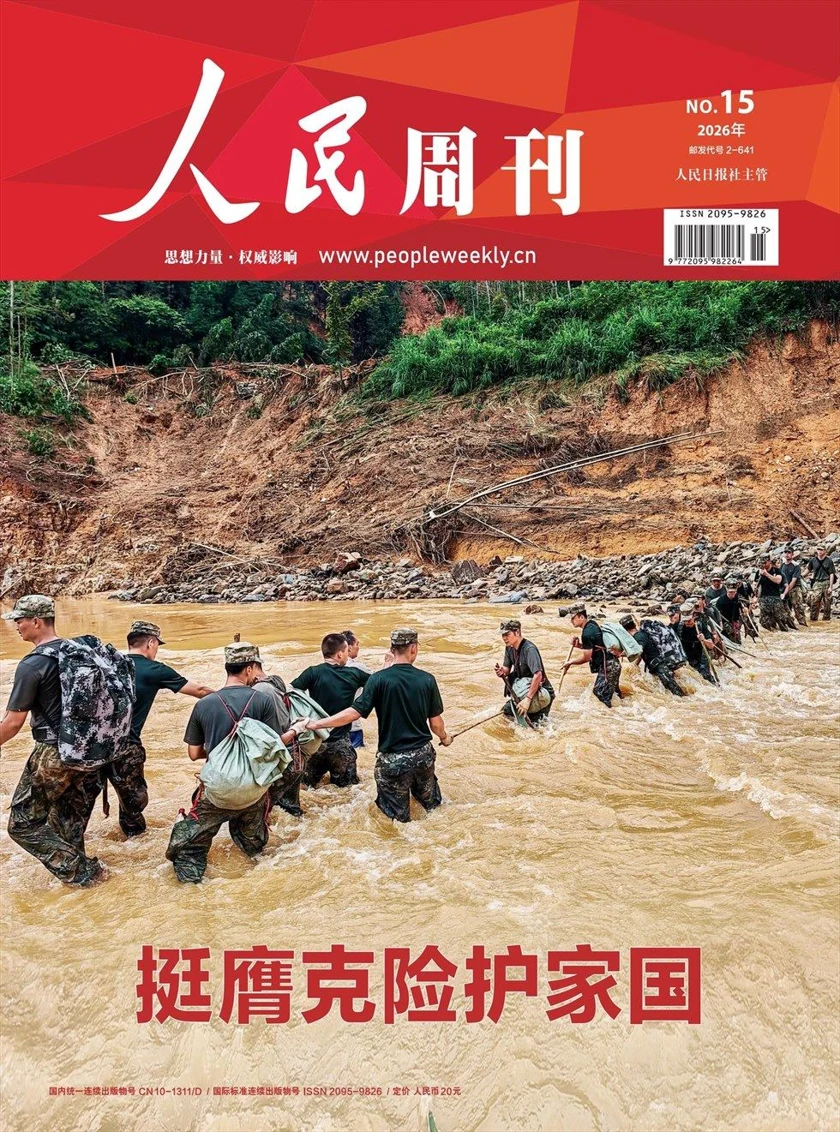 人民周刊
NO.15
2026年
邮发代号 2-641
人民日报社主管
ISSN 2095-9826
15>
9 772095 982264
思想力量·权威影响 www.peopleweekly.cn
挺膺克险护家国
国内统一连续出版物号 CN10-1311/D / 国际标准连续出版物号 ISSN 2095-9826 / 定价 人民币20元